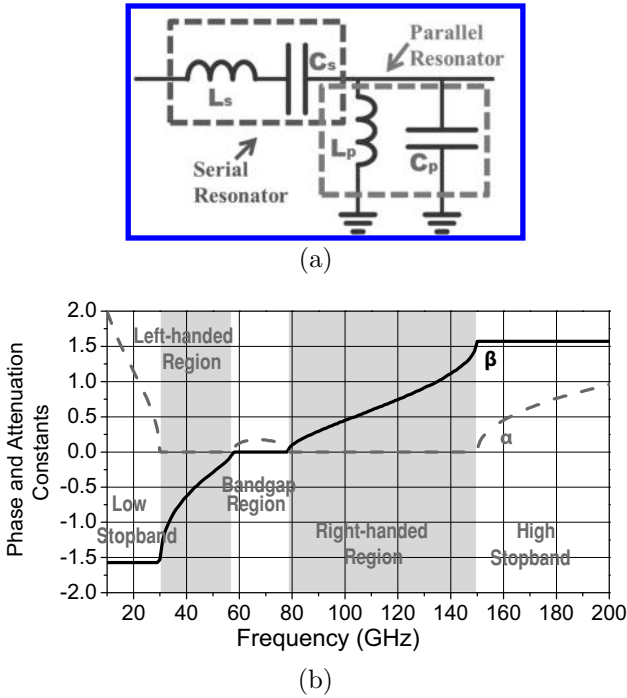 Parallel
Resonator
Cs
Ls
Lp
Cp
Serial
Resonator
(a)
Phase and Attenuation
Constants
2.0
1.5
1.0
0.5
0.0
-0.5
-1.0
-1.5
-2.0
Left-handed
Region
β
α
Bandgap
Region
Low
Stopband
Right-handed
Region
High
Stopband
20 40 60 80 100 120 140 160 180 200
Frequency (GHz)
(b)